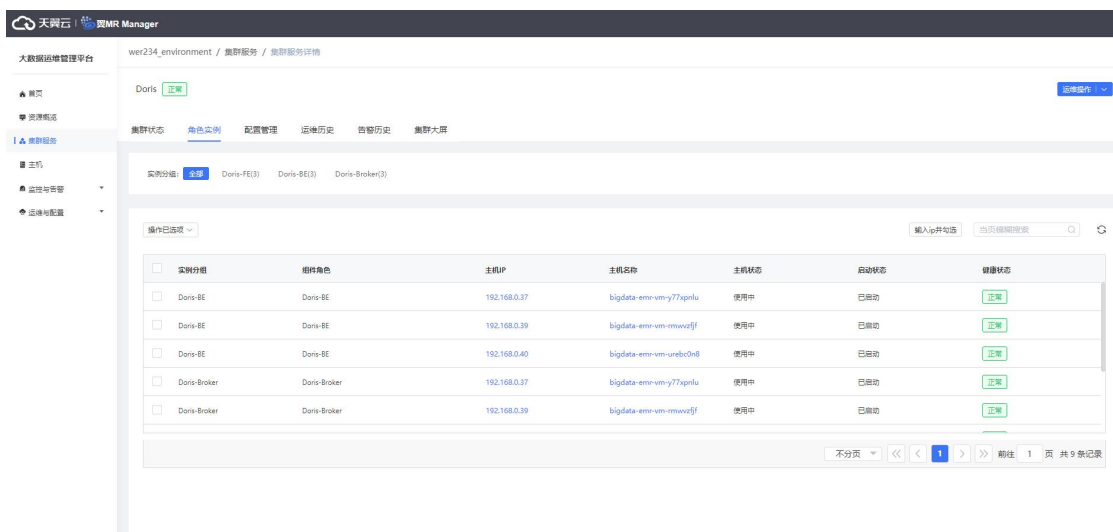 天翼云 翼MR Manager
大数据运维管理平台
wer234_environment / 集群服务 / 集群服务详情
首页
资源概览
集群服务
主机
监控与告警
运维与配置
Doris 正常
运维操作
集群状态 角色实例 配置管理 运维历史 告警历史 集群大屏
实例分组: 全部 Doris-FE(3) Doris-BE(3) Doris-Broker(3)
操作已选项 输入ip并勾选 当页模糊搜索
实例分组 组件角色 主机IP 主机名称 主机状态 启动状态 健康状态
Doris-BE Doris-BE 192.168.0.37 bigdata-emr-vm-y77xpnlu 使用中 已启动 正常
Doris-BE Doris-BE 192.168.0.39 bigdata-emr-vm-rmwvzfjf 使用中 已启动 正常
Doris-BE Doris-BE 192.168.0.40 bigdata-emr-vm-urebc0n8 使用中 已启动 正常
Doris-Broker Doris-Broker 192.168.0.37 bigdata-emr-vm-y77xpnlu 使用中 已启动 正常
Doris-Broker Doris-Broker 192.168.0.39 bigdata-emr-vm-rmwvzfjf 使用中 已启动 正常
不分页 1 前往 1 页 共 9 条记录